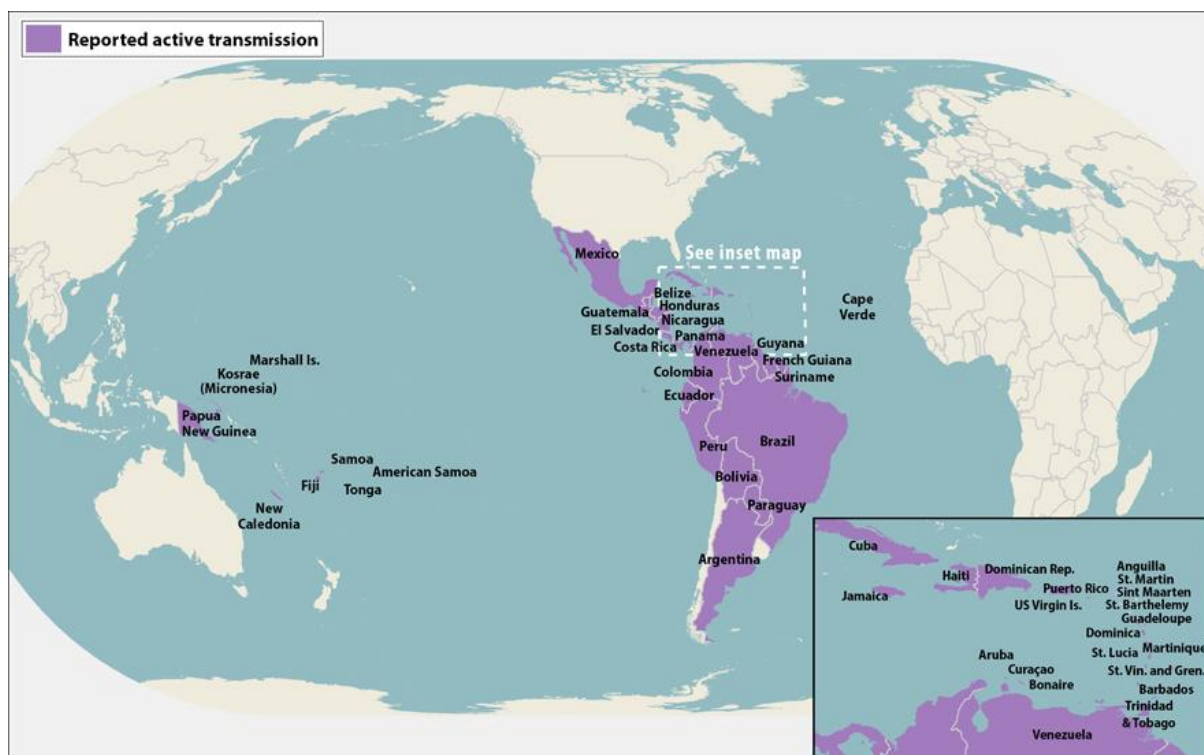 Reported active transmission
See inset map
Mexico
Belize
Guatemala
Honduras
Nicaragua
El Salvador
Panama
Costa Rica
Venezuela
Guyana
French Guiana
Suriname
Colombia
Ecuador
Cape
Verde
Marshall Is.
Kosrae
(Micronesia)
Papua
New Guinea
Samoa
American Samoa
Fiji
Tonga
New
Caledonia
Peru
Brazil
Bolivia
Paraguay
Argentina
Cuba
Haiti
Dominican Rep.
Jamaica
Puerto Rico
US Virgin Is.
Anguilla
St. Martin
Sint Maarten
St. Barthelemy
Guadeloupe
Dominica
Martinique
St. Lucia
St. Vin. and Gren.
Aruba
Curaçao
Bonaire
Barbados
Trinidad
& Tobago
Venezuela